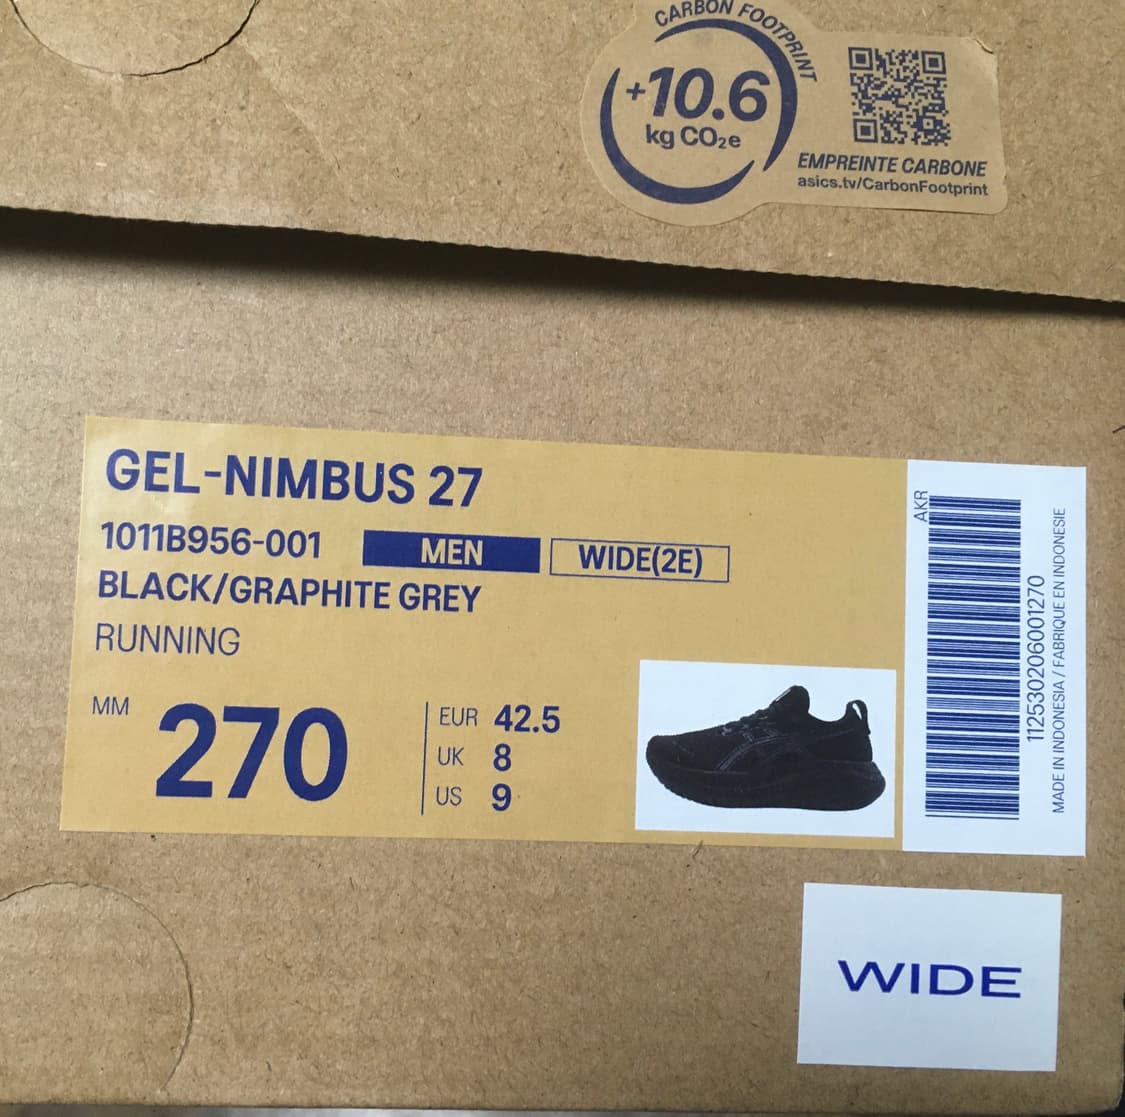 CARBON FOOTPRINT
+10.6
kg CO₂e
EMPREINTE CARBONE
asics.tv/CarbonFootprint
GEL-NIMBUS 27
1011B956-001 MEN WIDE(2E)
BLACK/GRAPHITE GREY
RUNNING
MM 270
EUR 42.5
UK 8
US 9
AKR
112530206001270
MADE IN INDONESIA / FABRIQUE EN INDONESIE
WIDE